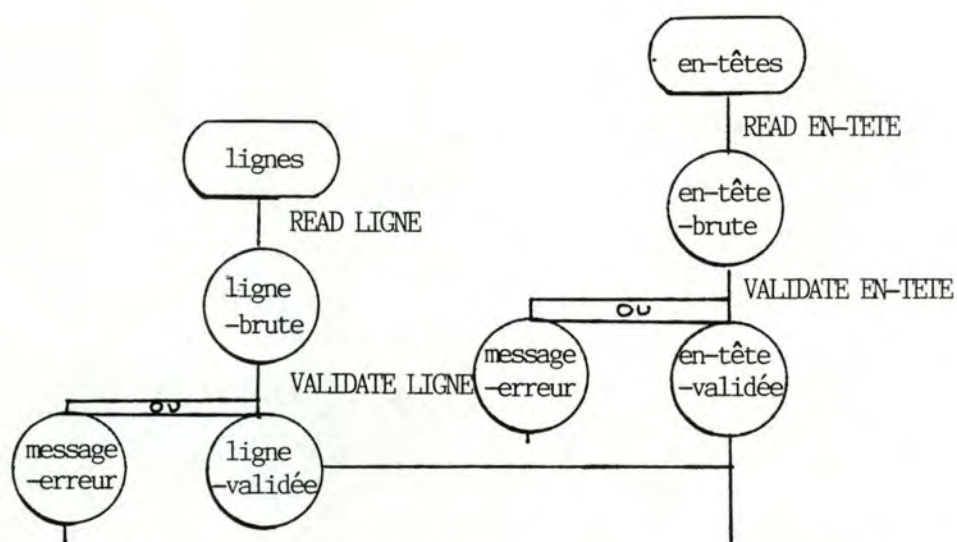 en-têtes
READ EN-TETE
lignes
en-tête
-brute
READ LIGNE
ligne
-brute
VALIDATE EN-TETE
OU
message
-erreur
en-tête
-validée
VALIDATE LIGNE
OU
message
-erreur
ligne
-validée